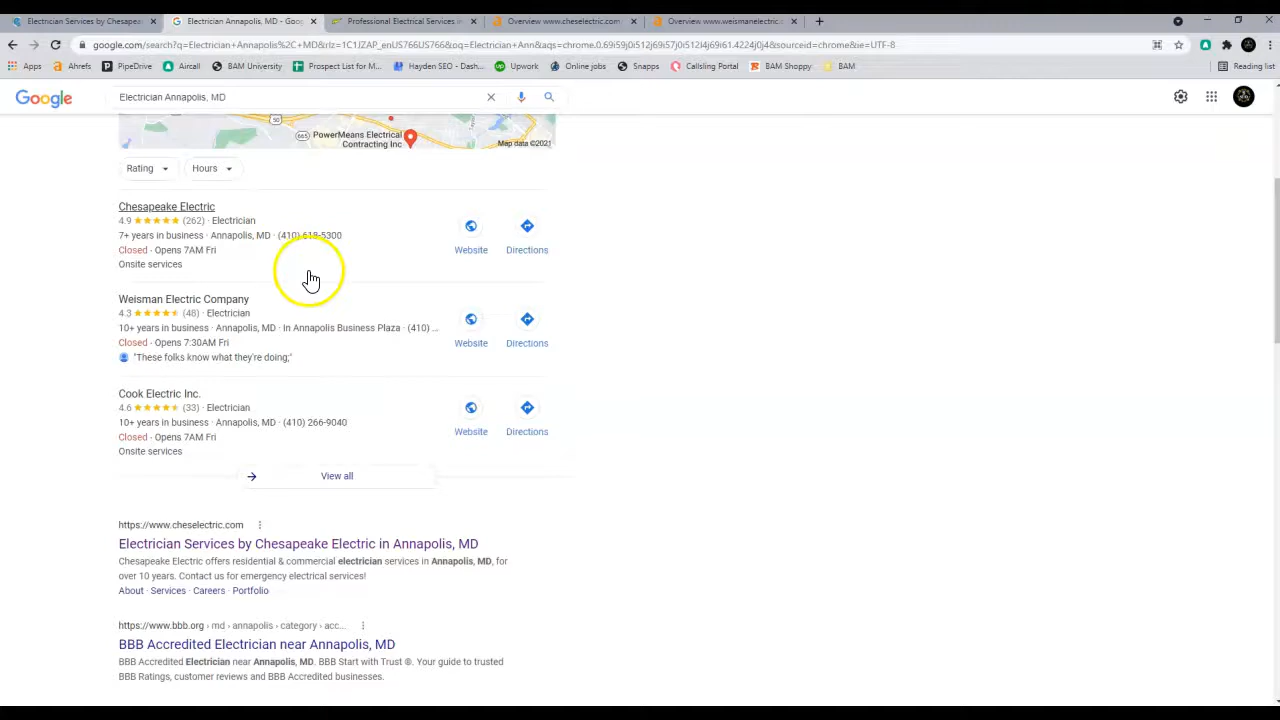 Electrician Services by Chesapea
Electrician Annapolis, MD - Goog
Professional Electrical Services in
Overview www.cheselectric.com
Overview www.weismanelectric.c
google.com/search?q=Electrician+Annapolis%2C+MD&rlz=1C1JZAP_enUS766US766&oq=Electrician+Ann&aqs=chrome.0.69i59j0i512j69i57j0i512l4j69i61.4224j0j4&sourceid=chrome&ie=UTF-8
Apps
Ahrefs
PipeDrive
Aircall
BAM University
Prospect List for M...
Hayden SEO - Dash...
Upwork
Online jobs
Snapps
Callsling Portal
BAM Shoppy
BAM
Reading list
Google
Electrician Annapolis, MD
50
665
PowerMeans Electrical
Contracting Inc
Map data ©2021
Rating
Hours
Chesapeake Electric
4.9 (262) · Electrician
7+ years in business · Annapolis, MD · (410) 618-5300
Closed · Opens 7AM Fri
Onsite services
Website
Directions
Weisman Electric Company
4.3 (48) · Electrician
10+ years in business · Annapolis, MD · In Annapolis Business Plaza · (410) ...
Closed · Opens 7:30AM Fri
"These folks know what they're doing;"
Website
Directions
Cook Electric Inc.
4.6 (33) · Electrician
10+ years in business · Annapolis, MD · (410) 266-9040
Closed · Opens 7AM Fri
Onsite services
Website
Directions
View all
https://www.cheselectric.com
Electrician Services by Chesapeake Electric in Annapolis, MD
Chesapeake Electric offers residential & commercial electrician services in Annapolis, MD, for
over 10 years. Contact us for emergency electrical services!
About · Services · Careers · Portfolio
https://www.bbb.org › md › annapolis › category › acc...
BBB Accredited Electrician near Annapolis, MD
BBB Accredited Electrician near Annapolis, MD. BBB Start with Trust ®. Your guide to trusted
BBB Ratings, customer reviews and BBB Accredited businesses.